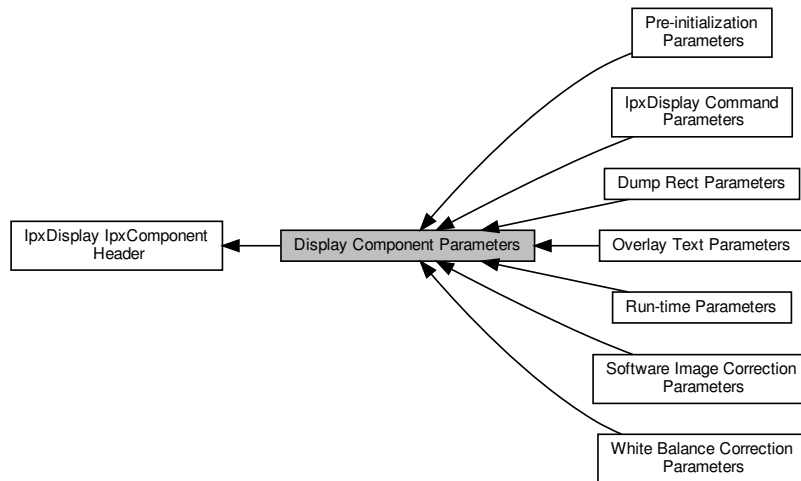 Pre-initialization
Parameters
IpxDisplay Command
Parameters
Dump Rect Parameters
IpxDisplay IpxComponent
Header
Display Component Parameters
Overlay Text Parameters
Run-time Parameters
Software Image Correction
Parameters
White Balance Correction
Parameters